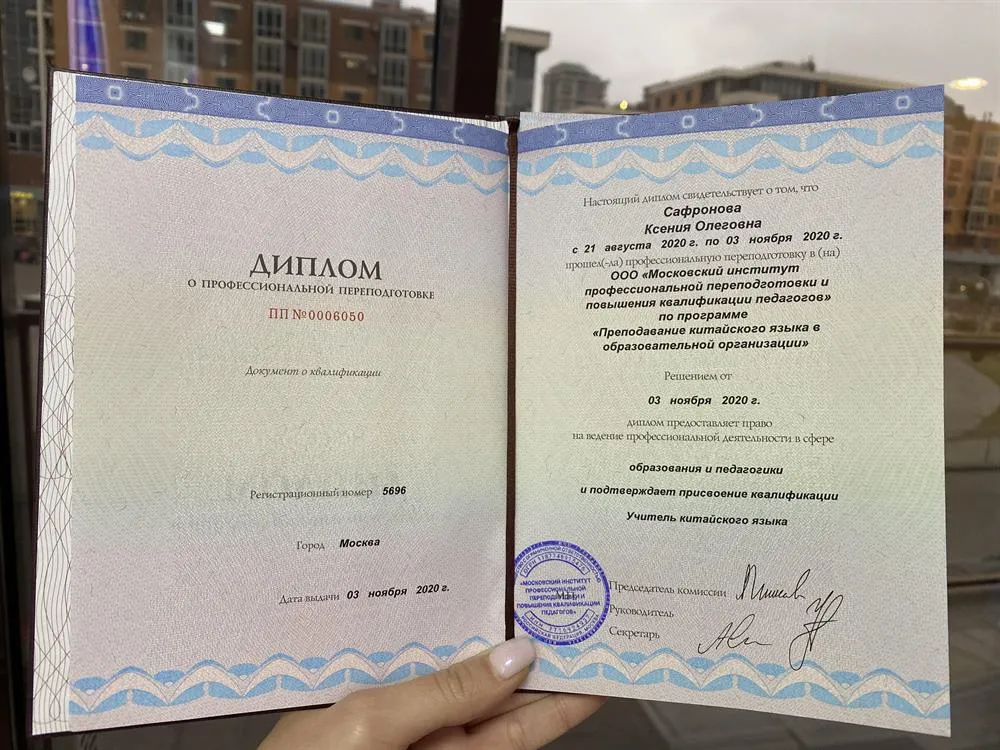 ДИПЛОМ
О ПРОФЕССИОНАЛЬНОЙ ПЕРЕПОДГОТОВКЕ
ПП №0006050
Документ о квалификации
Регистрационный номер 5696
Город Москва
Дата выдачи 03 ноября 2020 г.
Настоящий диплом свидетельствует о том, что
Сафронова
Ксения Олеговна
с 21 августа 2020 г. по 03 ноября 2020 г.
прошел(-ла) профессиональную переподготовку в (на)
ООО «Московский институт
профессиональной переподготовки и
повышения квалификации педагогов»
по программе
«Преподавание китайского языка в
образовательной организации»
Решением от
03 ноября 2020 г.
диплом предоставляет право
на ведение профессиональной деятельности в сфере
образования и педагогики
и подтверждает присвоение квалификации
Учитель китайского языка
Председатель комиссии
Руководитель
Секретарь
«МОСКОВСКИЙ ИНСТИТУТ
ПРОФЕССИОНАЛЬНОЙ
ПЕРЕПОДГОТОВКИ И
ПОВЫШЕНИЯ КВАЛИФИКАЦИИ
ПЕДАГОГОВ»